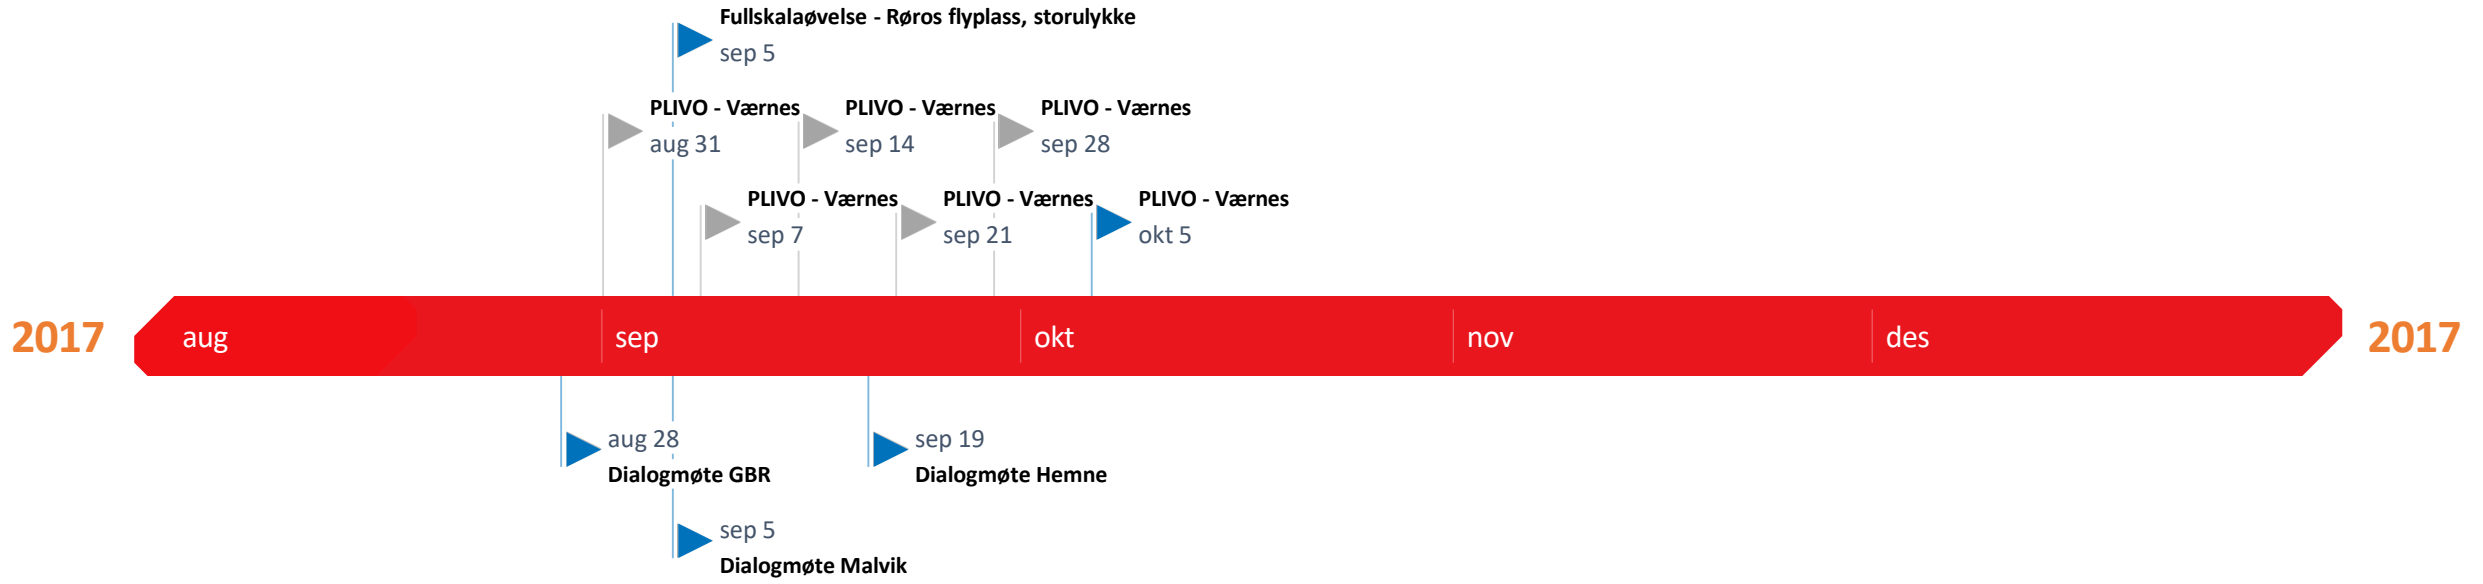 Fullskalaøvelse - Røros flyplass, storulykke
sep 5
PLIVO - Værnes
aug 31
PLIVO - Værnes
sep 14
PLIVO - Værnes
sep 28
PLIVO - Værnes
sep 7
PLIVO - Værnes
sep 21
PLIVO - Værnes
okt 5
2017
aug
sep
okt
nov
des
2017
aug 28
Dialogmøte GBR
sep 19
Dialogmøte Hemne
sep 5
Dialogmøte Malvik